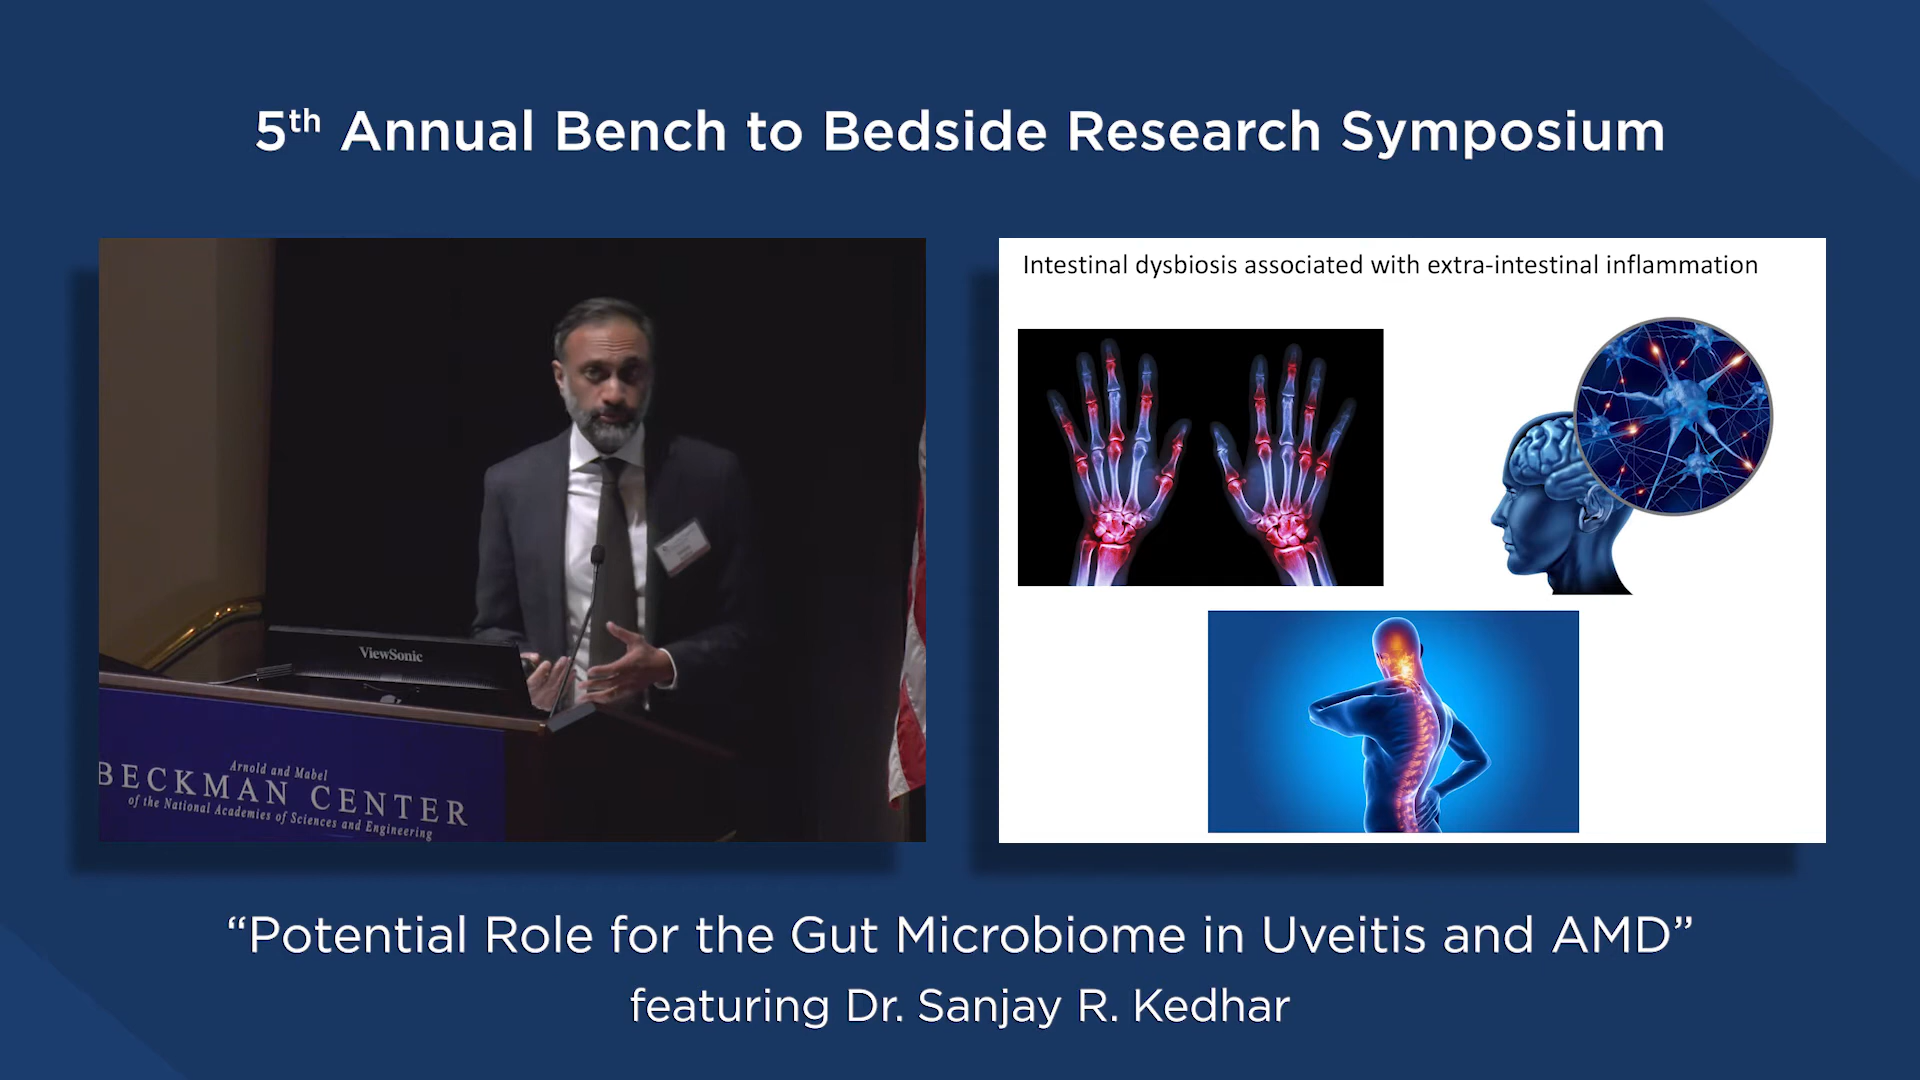 5th Annual Bench to Bedside Research Symposium
ViewSonic
Arnold and Mabel
BECKMAN CENTER
of the National Academies of Sciences and Engineering
Intestinal dysbiosis associated with extra-intestinal inflammation
“Potential Role for the Gut Microbiome in Uveitis and AMD”
featuring Dr. Sanjay R. Kedhar